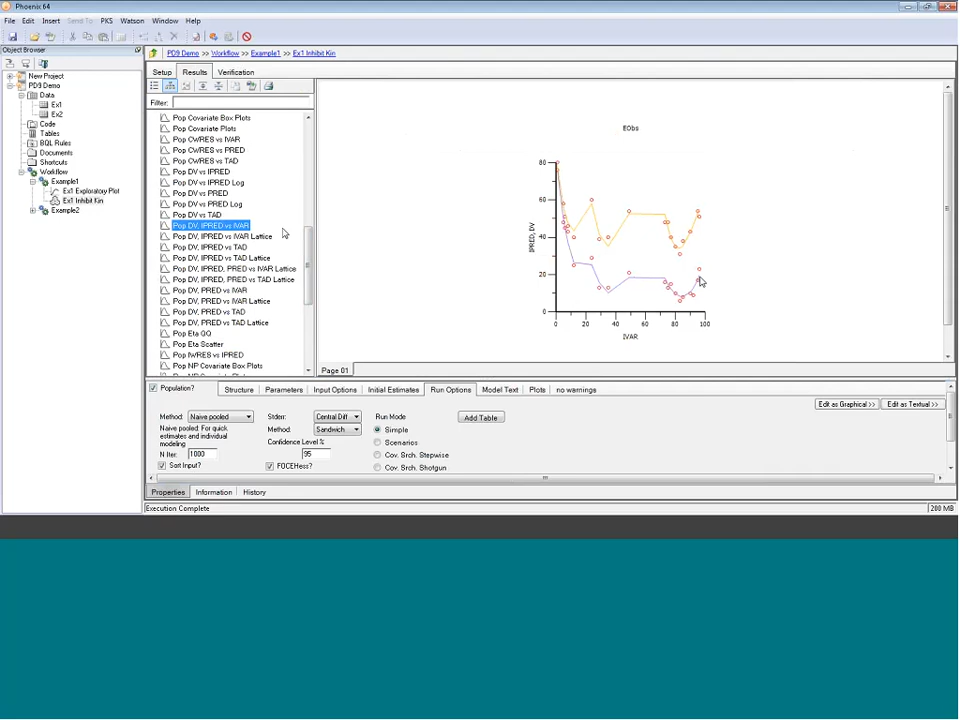 Phoenix 64
File Edit Insert Send To PKS Watson Window Help
Object Browser
PD9 Demo >> Workflow >> Example1 >> Ex1 Inhibit Kin
New Project
PD9 Demo
Data
Ex1
Ex2
Code
Tables
BQL Rules
Documents
Shortcuts
Workflow
Example1
Ex1 Exploratory Plot
Ex1 Inhibit Kin
Example2
Setup Results Verification
Filter:
Pop Covariate Box Plots
Pop Covariate Plots
Pop CWRES vs IVAR
Pop CWRES vs PRED
Pop CWRES vs TAD
Pop DV vs IPRED
Pop DV vs IPRED Log
Pop DV vs PRED
Pop DV vs PRED Log
Pop DV vs TAD
Pop DV, IPRED vs IVAR
Pop DV, IPRED vs IVAR Lattice
Pop DV, IPRED vs TAD
Pop DV, IPRED vs TAD Lattice
Pop DV, IPRED, PRED vs IVAR Lattice
Pop DV, IPRED, PRED vs TAD Lattice
Pop DV, PRED vs IVAR
Pop DV, PRED vs IVAR Lattice
Pop DV, PRED vs TAD
Pop DV, PRED vs TAD Lattice
Pop Eta QQ
Pop Eta Scatter
Pop IWRES vs IPRED
Pop NP Covariate Box Plots
EObs
80
60
40
20
0
IPRED, DV
0 20 40 60 80 100
IVAR
Page 01
Population? Structure Parameters Input Options Initial Estimates Run Options Model Text Plots no warnings
Edit as Graphical >> Edit as Textual >>
Method: Naive pooled
Naive pooled: For quick estimates and individual modeling
N Iter: 1000
Sort Input?
Stderr: Central Diff
Method: Sandwich
Confidence Level %
95
FOCEHess?
Run Mode
Simple
Scenarios
Cov. Srch. Stepwise
Cov. Srch. Shotgun
Add Table
Properties Information History
Execution Complete
200 MB